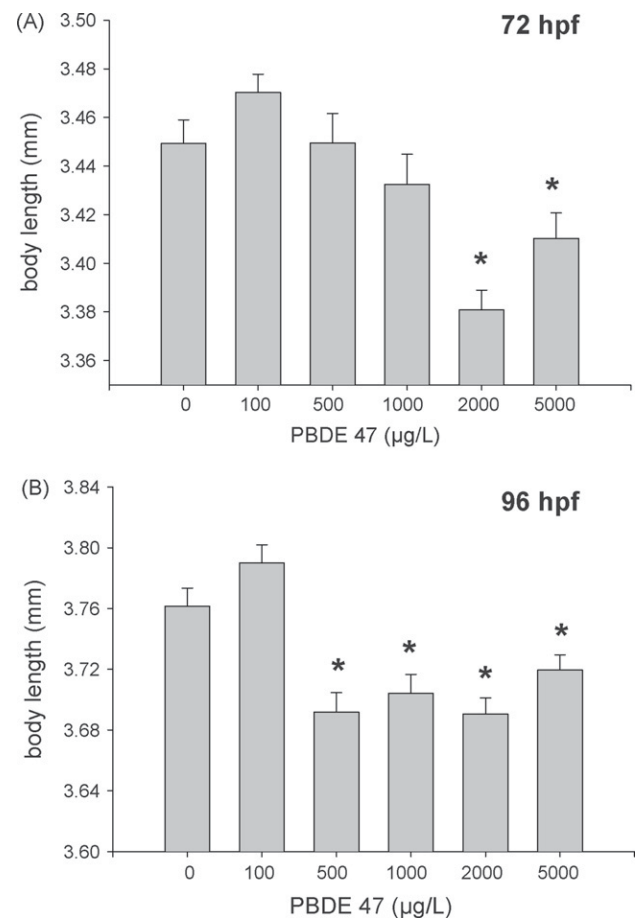 (A)
72 hpf
3.50
3.48
3.46
3.44
3.42
3.40
3.38
3.36
body length (mm)
* *
0 100 500 1000 2000 5000
PBDE 47 (µg/L)
(B)
96 hpf
3.84
3.80
3.76
3.72
3.68
3.64
3.60
body length (mm)
* * * *
0 100 500 1000 2000 5000
PBDE 47 (µg/L)